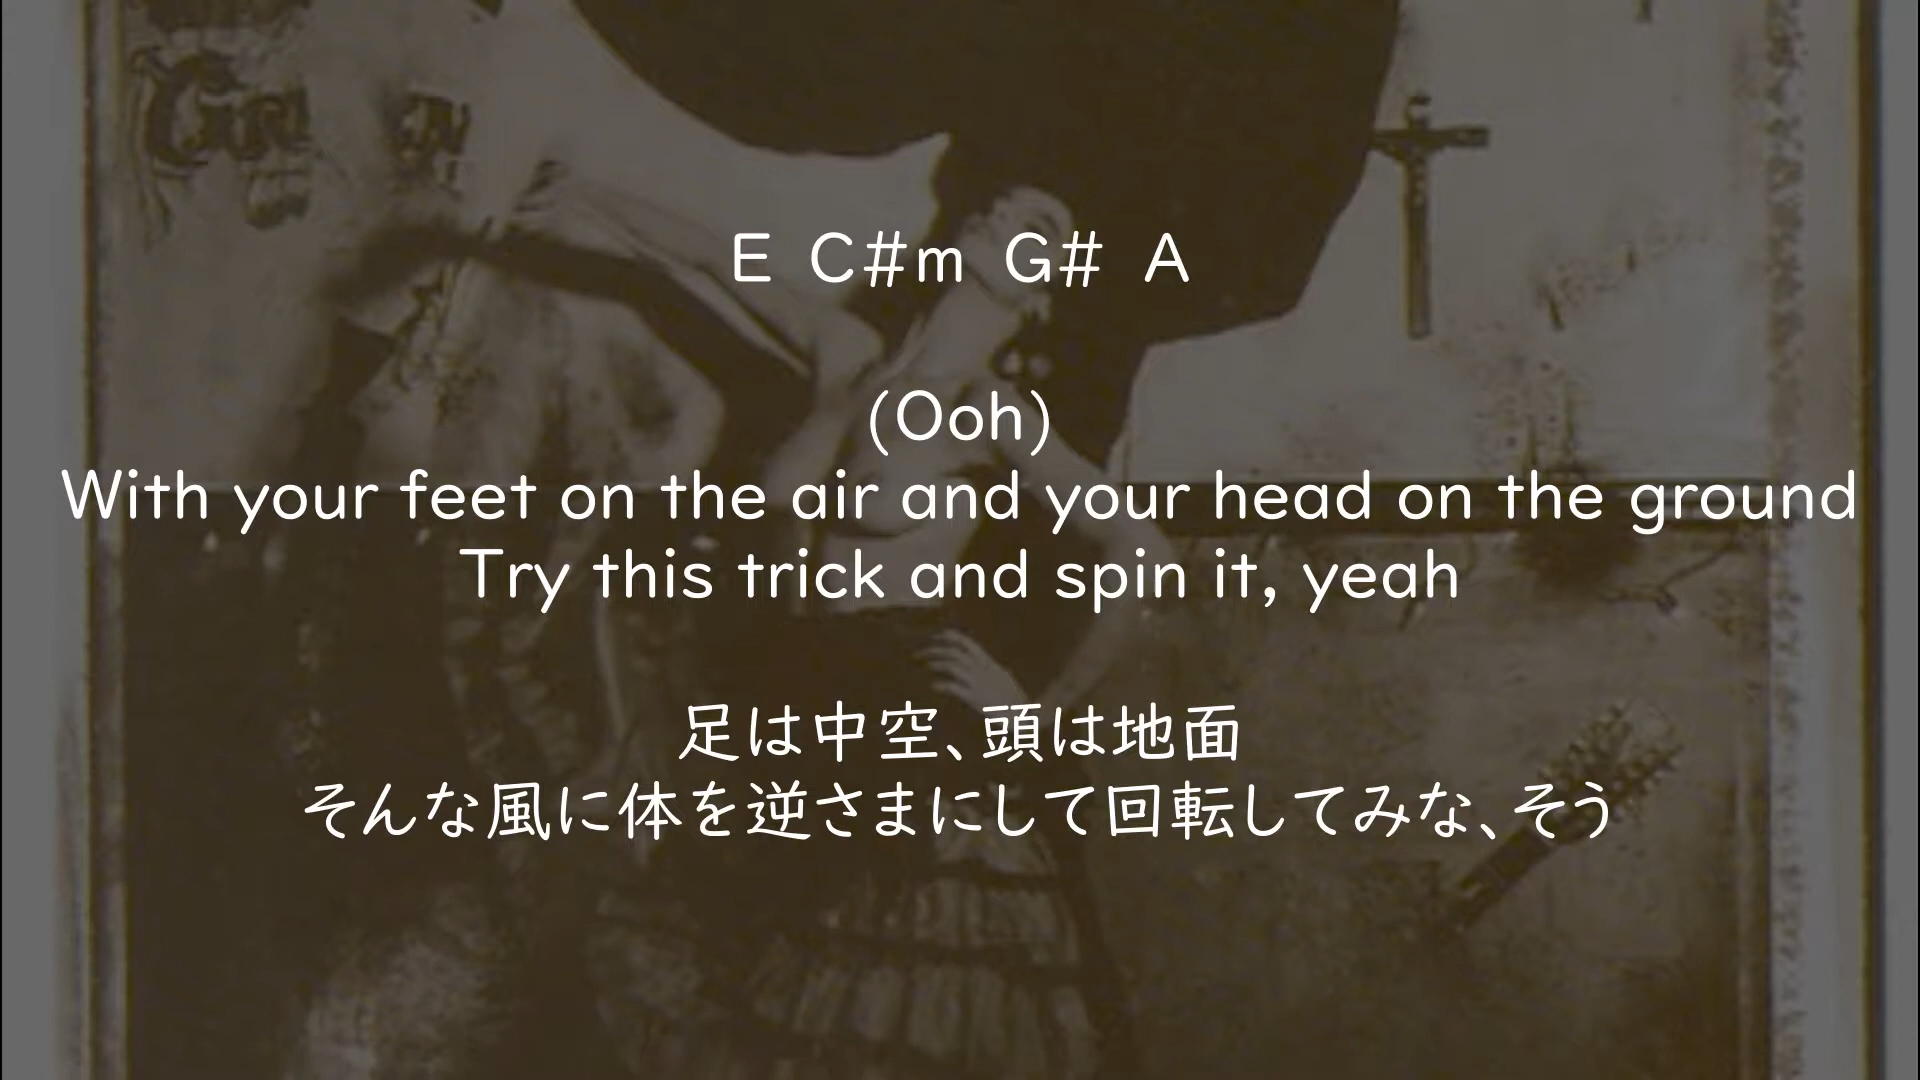 E C#m G# A
(Ooh)
With your feet on the air and your head on the ground
Try this trick and spin it, yeah
足は中空、頭は地面
そんな風に体を逆さまにして回転してみな、そう